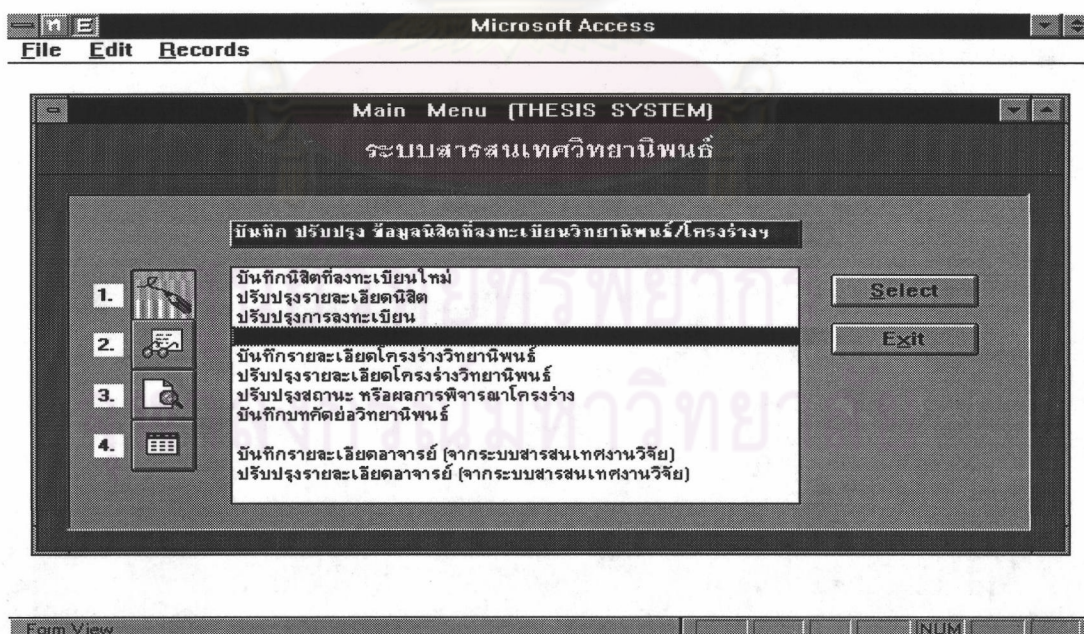 ก E Microsoft Access
File Edit Records
Main Menu (THESIS SYSTEM)
ระบบสารสนเทศวิทยานิพนธ์
บันทึก ปรับปรุง ข้อมูลนิสิตที่ลงทะเบียนวิทยานิพนธ์/โครงร่างฯ
บันทึกนิสิตที่ลงทะเบียนใหม่
1. ปรับปรุงรายละเอียดนิสิต Select
ปรับปรุงการลงทะเบียน
2. Exit
บันทึกรายละเอียดโครงร่างวิทยานิพนธ์
ปรับปรุงรายละเอียดโครงร่างวิทยานิพนธ์
3. ปรับปรุงสถานะ หรือผลการพิจารณาโครงร่าง
บันทึกบทคัดย่อวิทยานิพนธ์
4.
บันทึกรายละเอียดอาจารย์ (จากระบบสารสนเทศงานวิจัย)
ปรับปรุงรายละเอียดอาจารย์ (จากระบบสารสนเทศงานวิจัย)
Form View NUM